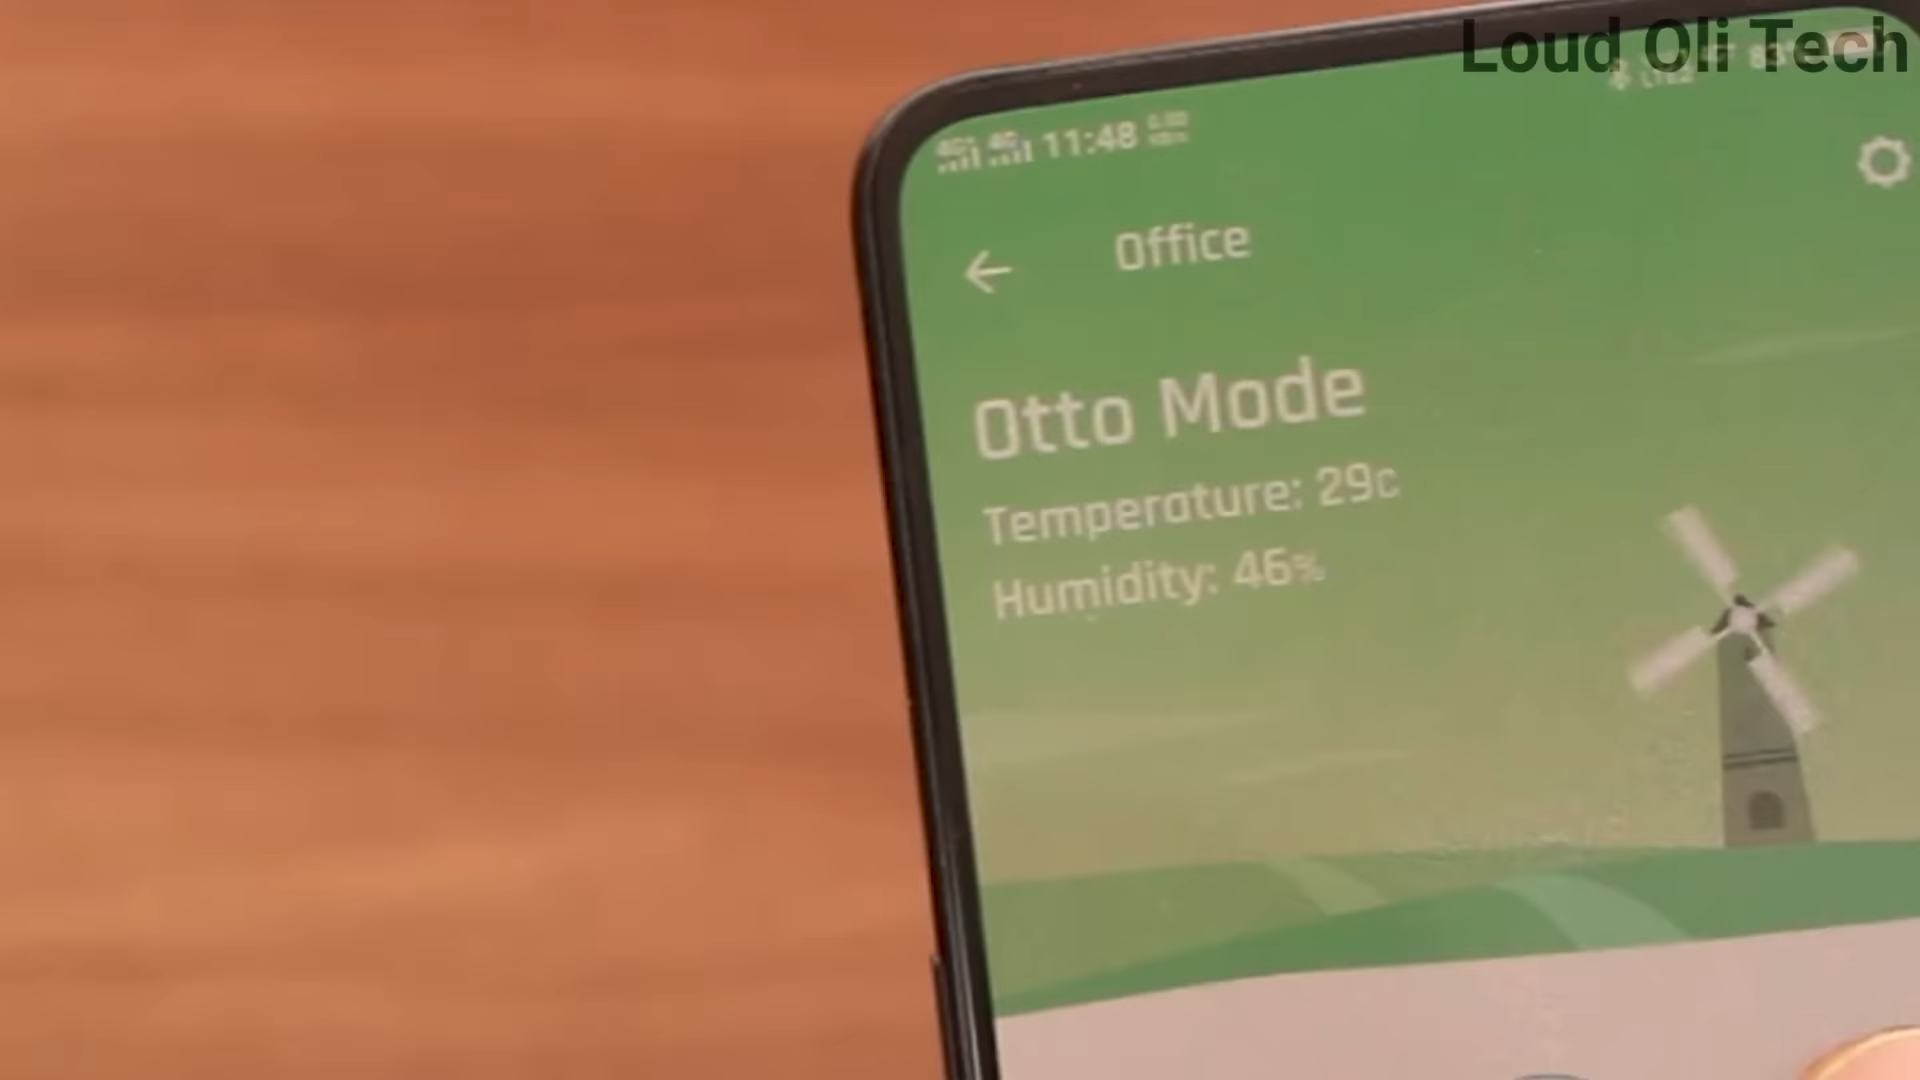 Loud Oli Tech
11:48
Office
Otto Mode
Temperature: 29c
Humidity: 46%